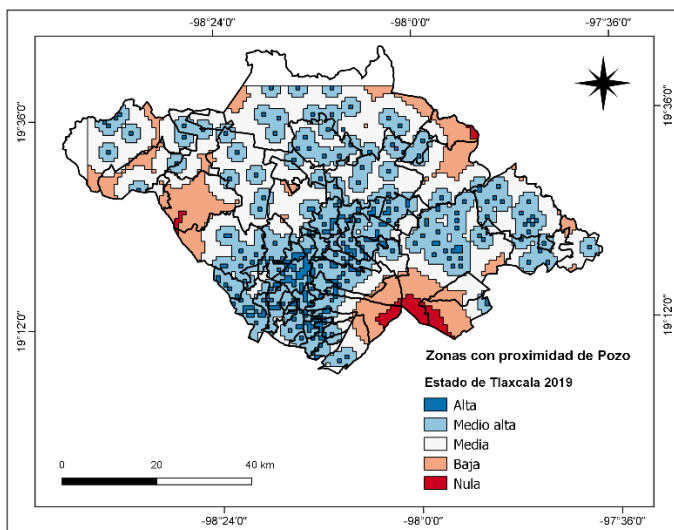 -98°24'0" -98°0'0" -97°36'0"
19°36'0" 19°36'0"
19°12'0" 19°12'0"
Zonas con proximidad de Pozo
Estado de Tlaxcala 2019
Alta
Medio alta
Media
Baja
Nula
0 20 40 km
-98°24'0" -98°0'0" -97°36'0"